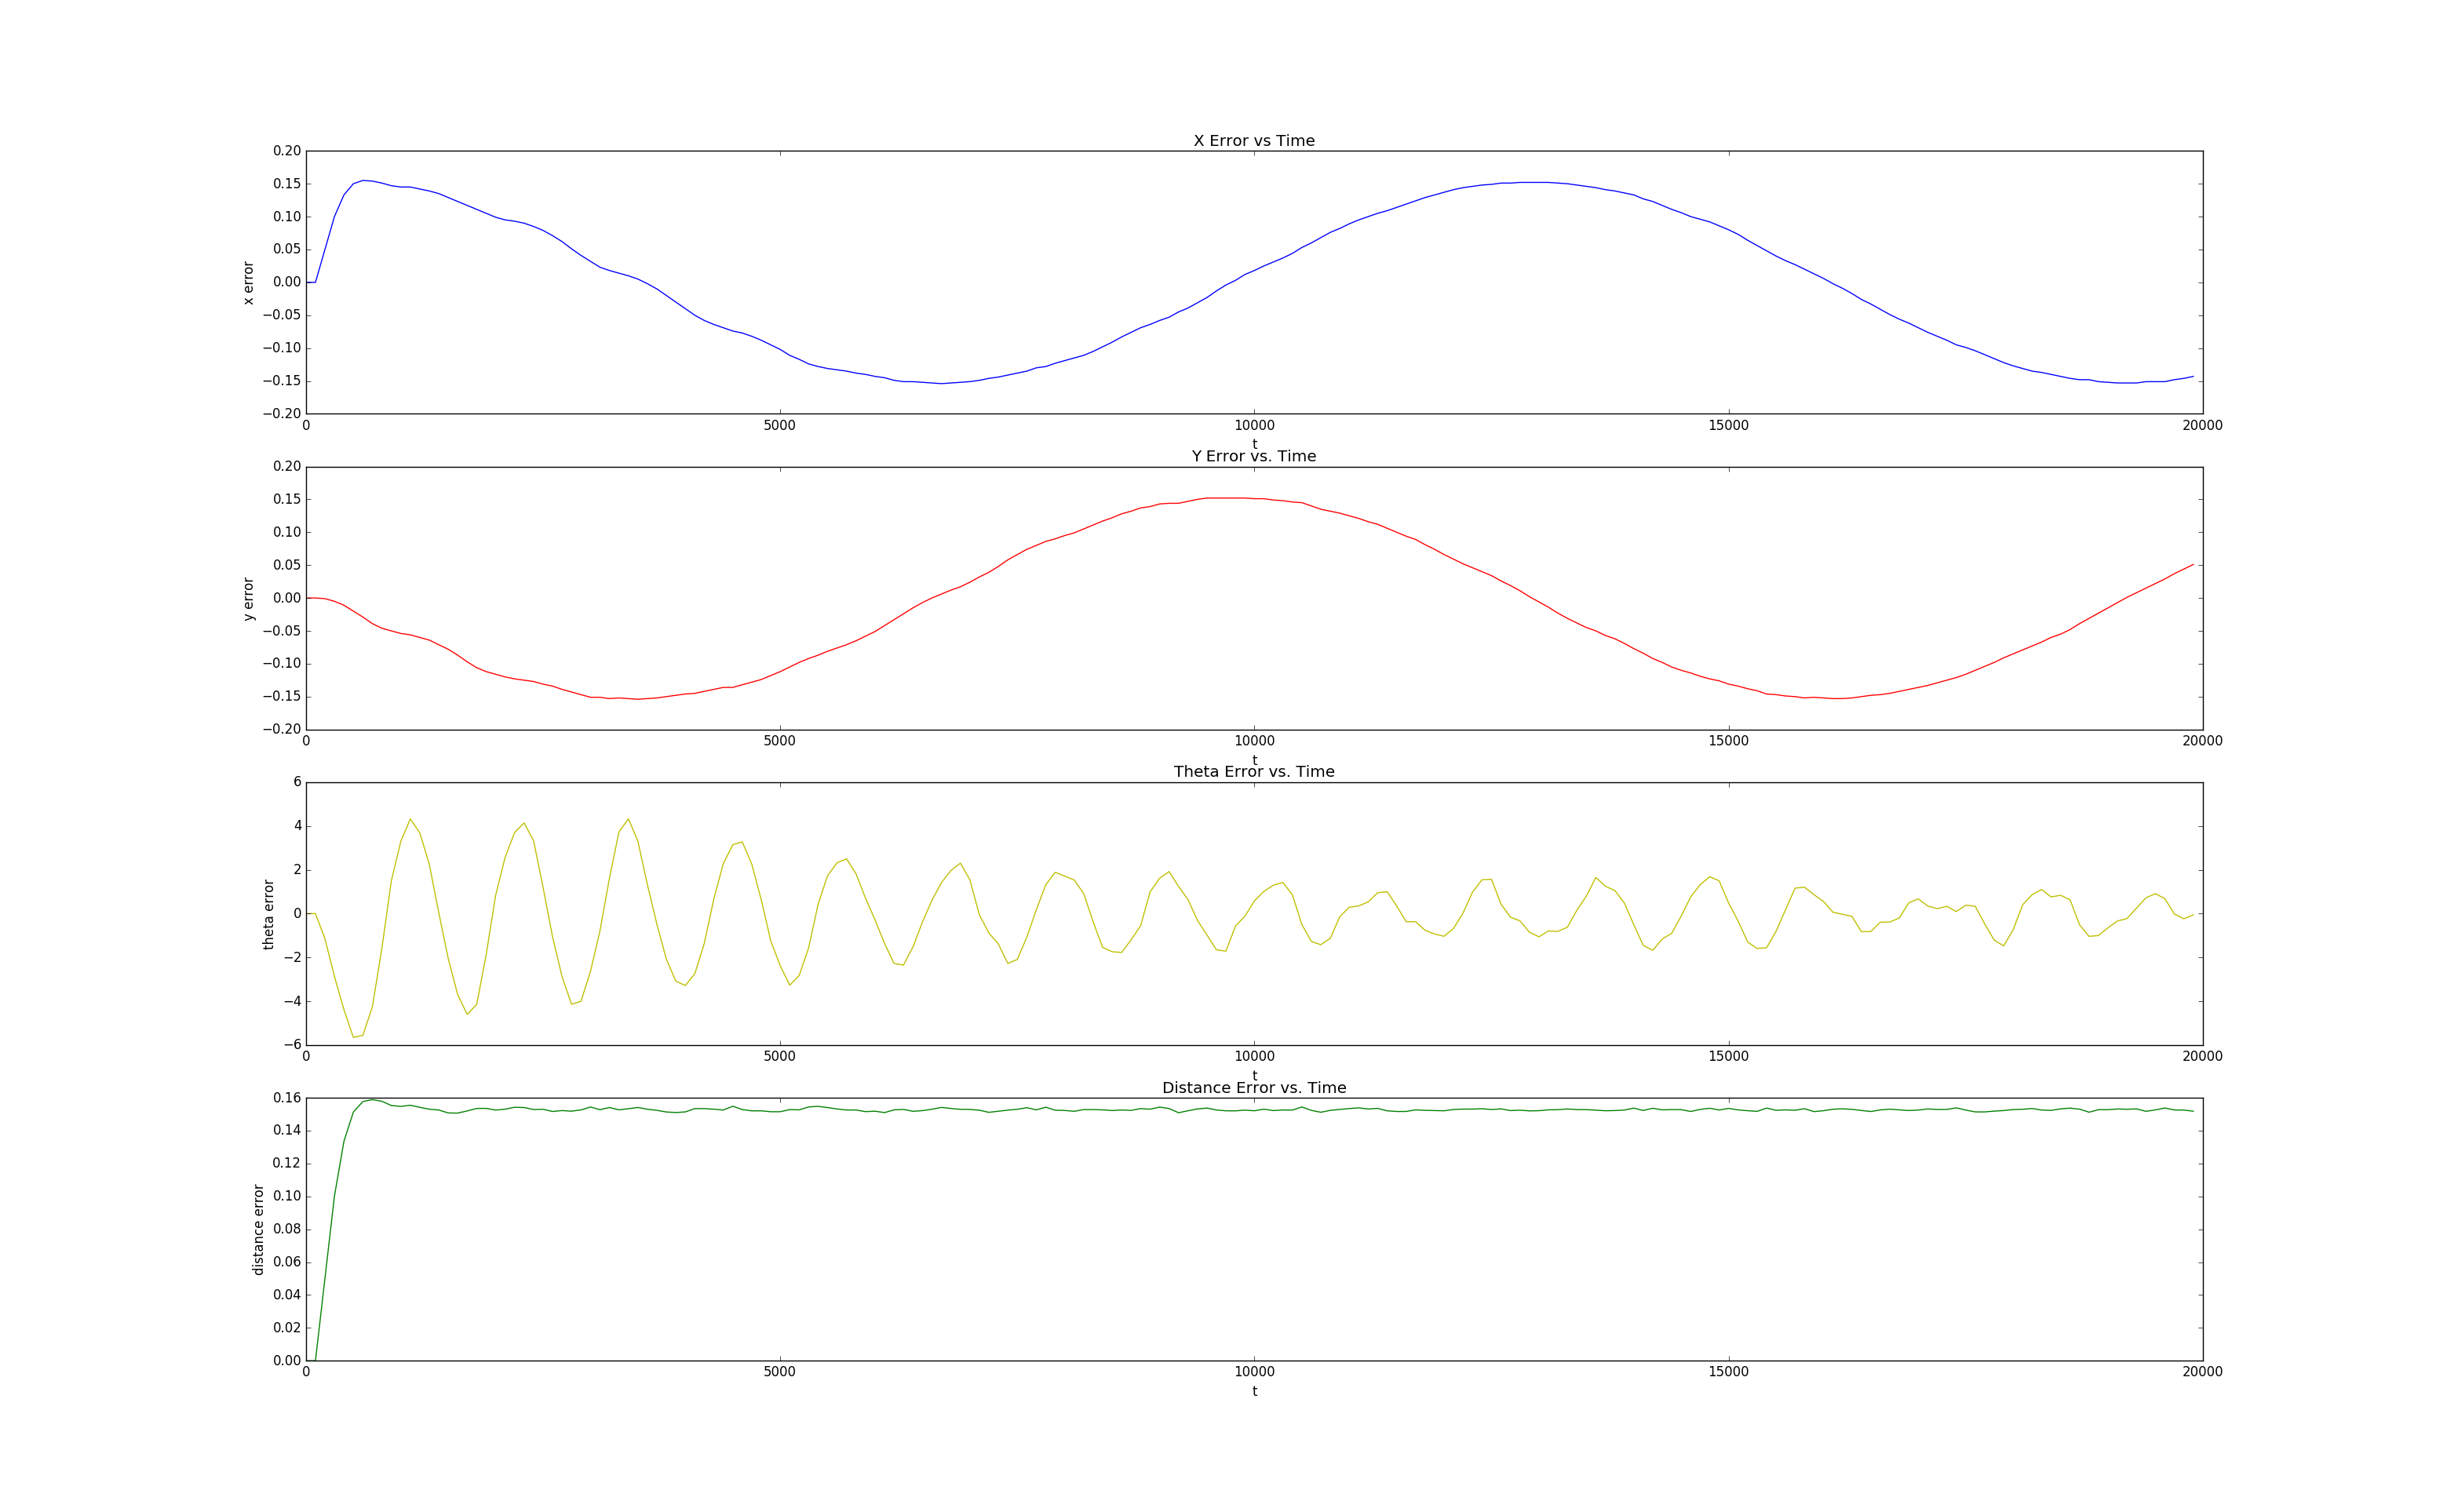 X Error vs Time
0.20
0.15
0.10
0.05
0.00
−0.05
−0.10
−0.15
−0.20
x error
0 5000 10000 15000 20000
t
Y Error vs. Time
0.20
0.15
0.10
0.05
0.00
−0.05
−0.10
−0.15
−0.20
y error
0 5000 10000 15000 20000
t
Theta Error vs. Time
6
4
2
0
−2
−4
−6
theta error
0 5000 10000 15000 20000
t
Distance Error vs. Time
0.16
0.14
0.12
0.10
0.08
0.06
0.04
0.02
0.00
distance error
0 5000 10000 15000 20000
t